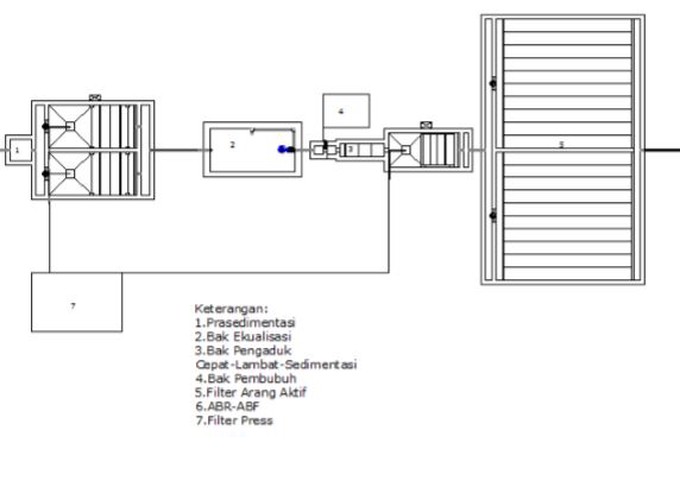 4
1
2
3
5
7
Keterangan:
1.Prasedimentasi
2.Bak Ekualisasi
3.Bak Pengaduk
Cepat-Lambat-Sedimentasi
4.Bak Pembubuh
5.Filter Arang Aktif
6.ABR-ABF
7.Filter Press